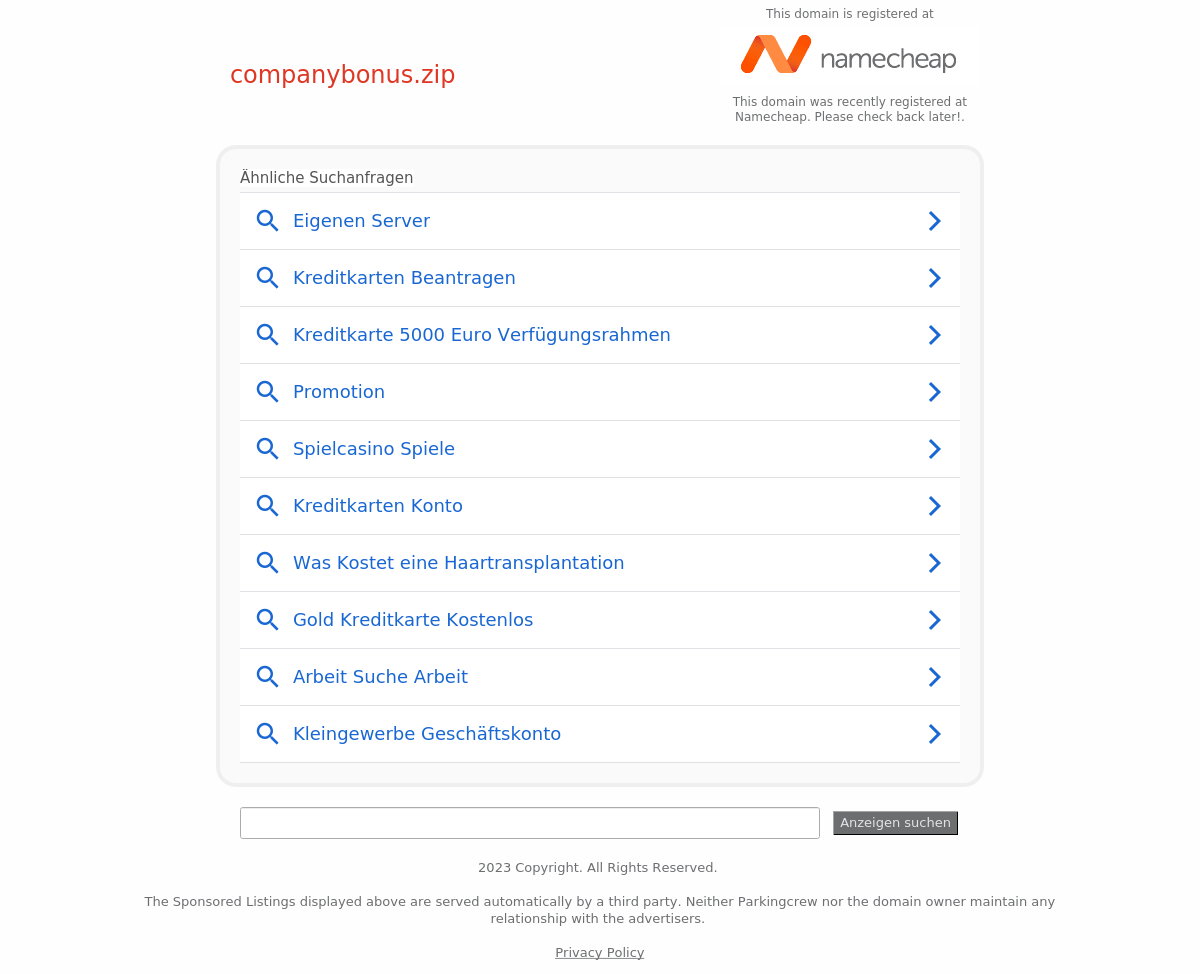 This domain is registered at
namecheap
companybonus.zip
This domain was recently registered at
Namecheap. Please check back later!.
Ähnliche Suchanfragen
Eigenen Server
Kreditkarten Beantragen
Kreditkarte 5000 Euro Verfügungsrahmen
Promotion
Spielcasino Spiele
Kreditkarten Konto
Was Kostet eine Haartransplantation
Gold Kreditkarte Kostenlos
Arbeit Suche Arbeit
Kleingewerbe Geschäftskonto
Anzeigen suchen
2023 Copyright. All Rights Reserved.
The Sponsored Listings displayed above are served automatically by a third party. Neither Parkingcrew nor the domain owner maintain any
relationship with the advertisers.
Privacy Policy